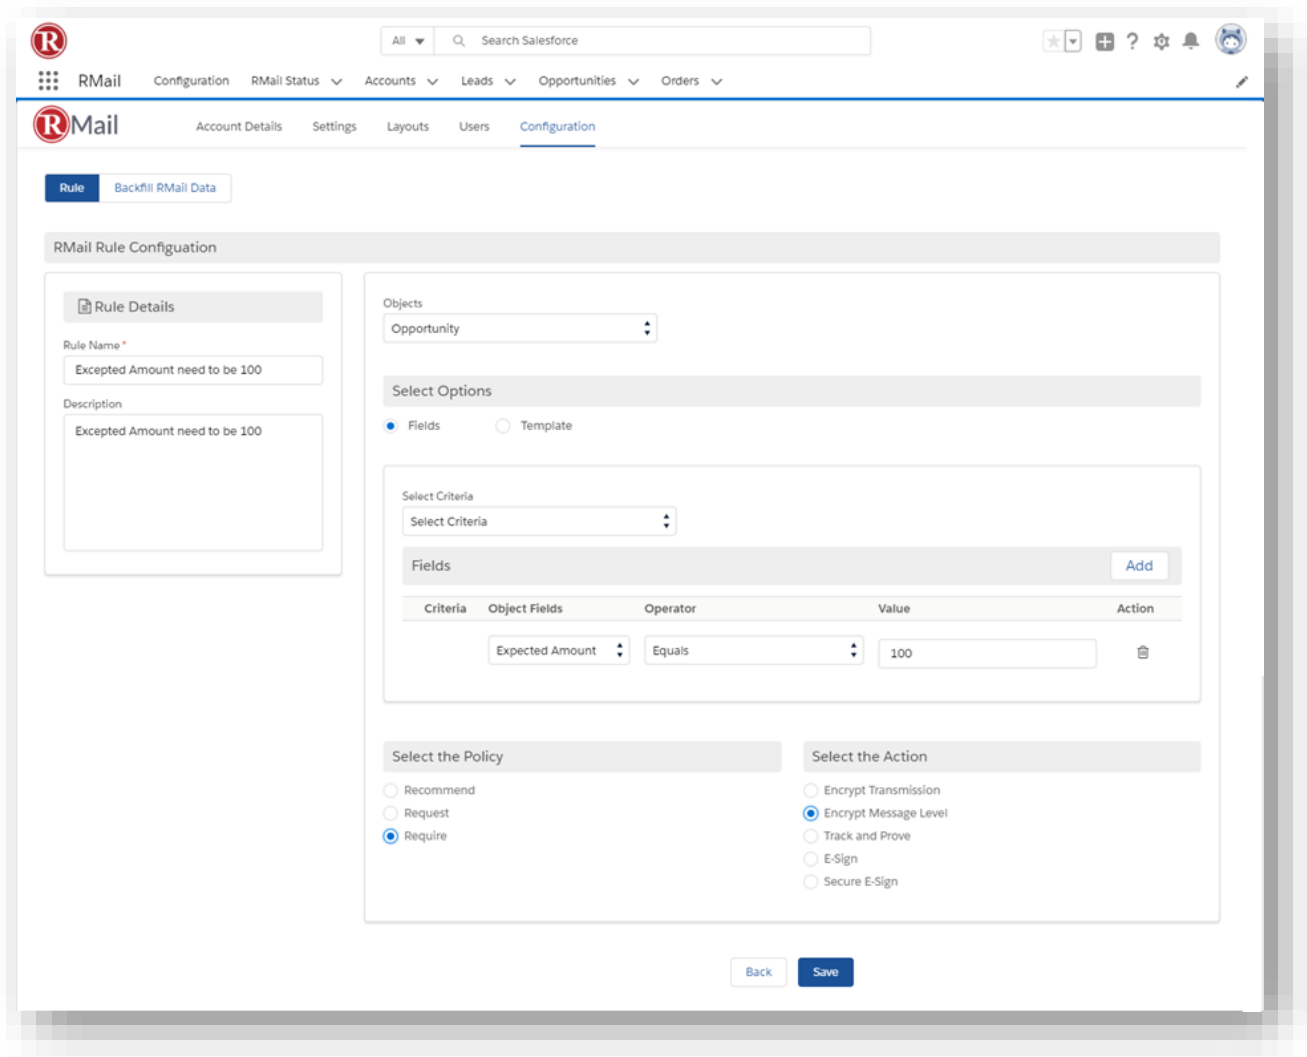 R
All
Search Salesforce
RMail Configuration RMail Status Accounts Leads Opportunities Orders
RMail Account Details Settings Layouts Users Configuration
Rule Backfill RMail Data
RMail Rule Configuation
Rule Details
Rule Name*
Excepted Amount need to be 100
Description
Excepted Amount need to be 100
Objects
Opportunity
Select Options
Fields Template
Select Criteria
Select Criteria
Fields Add
Criteria Object Fields Operator Value Action
Expected Amount Equals 100
Select the Policy
Recommend
Request
Require
Select the Action
Encrypt Transmission
Encrypt Message Level
Track and Prove
E-Sign
Secure E-Sign
Back Save